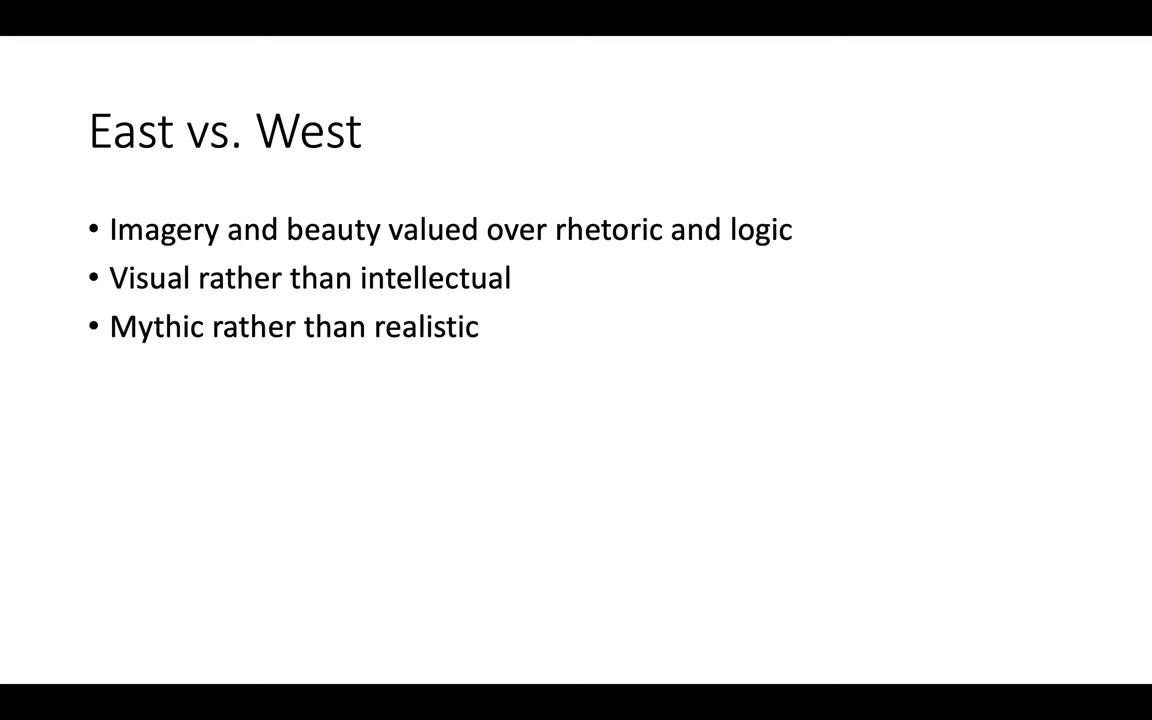 East vs. West
• Imagery and beauty valued over rhetoric and logic
• Visual rather than intellectual
• Mythic rather than realistic